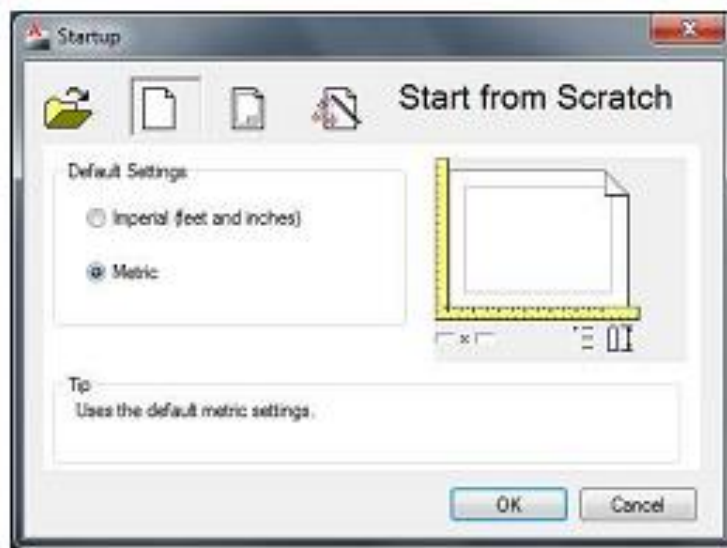 Startup
Start from Scratch
Default Settings
Imperial (feet and inches)
Metric
Tip
Uses the default metric settings.
OK
Cancel